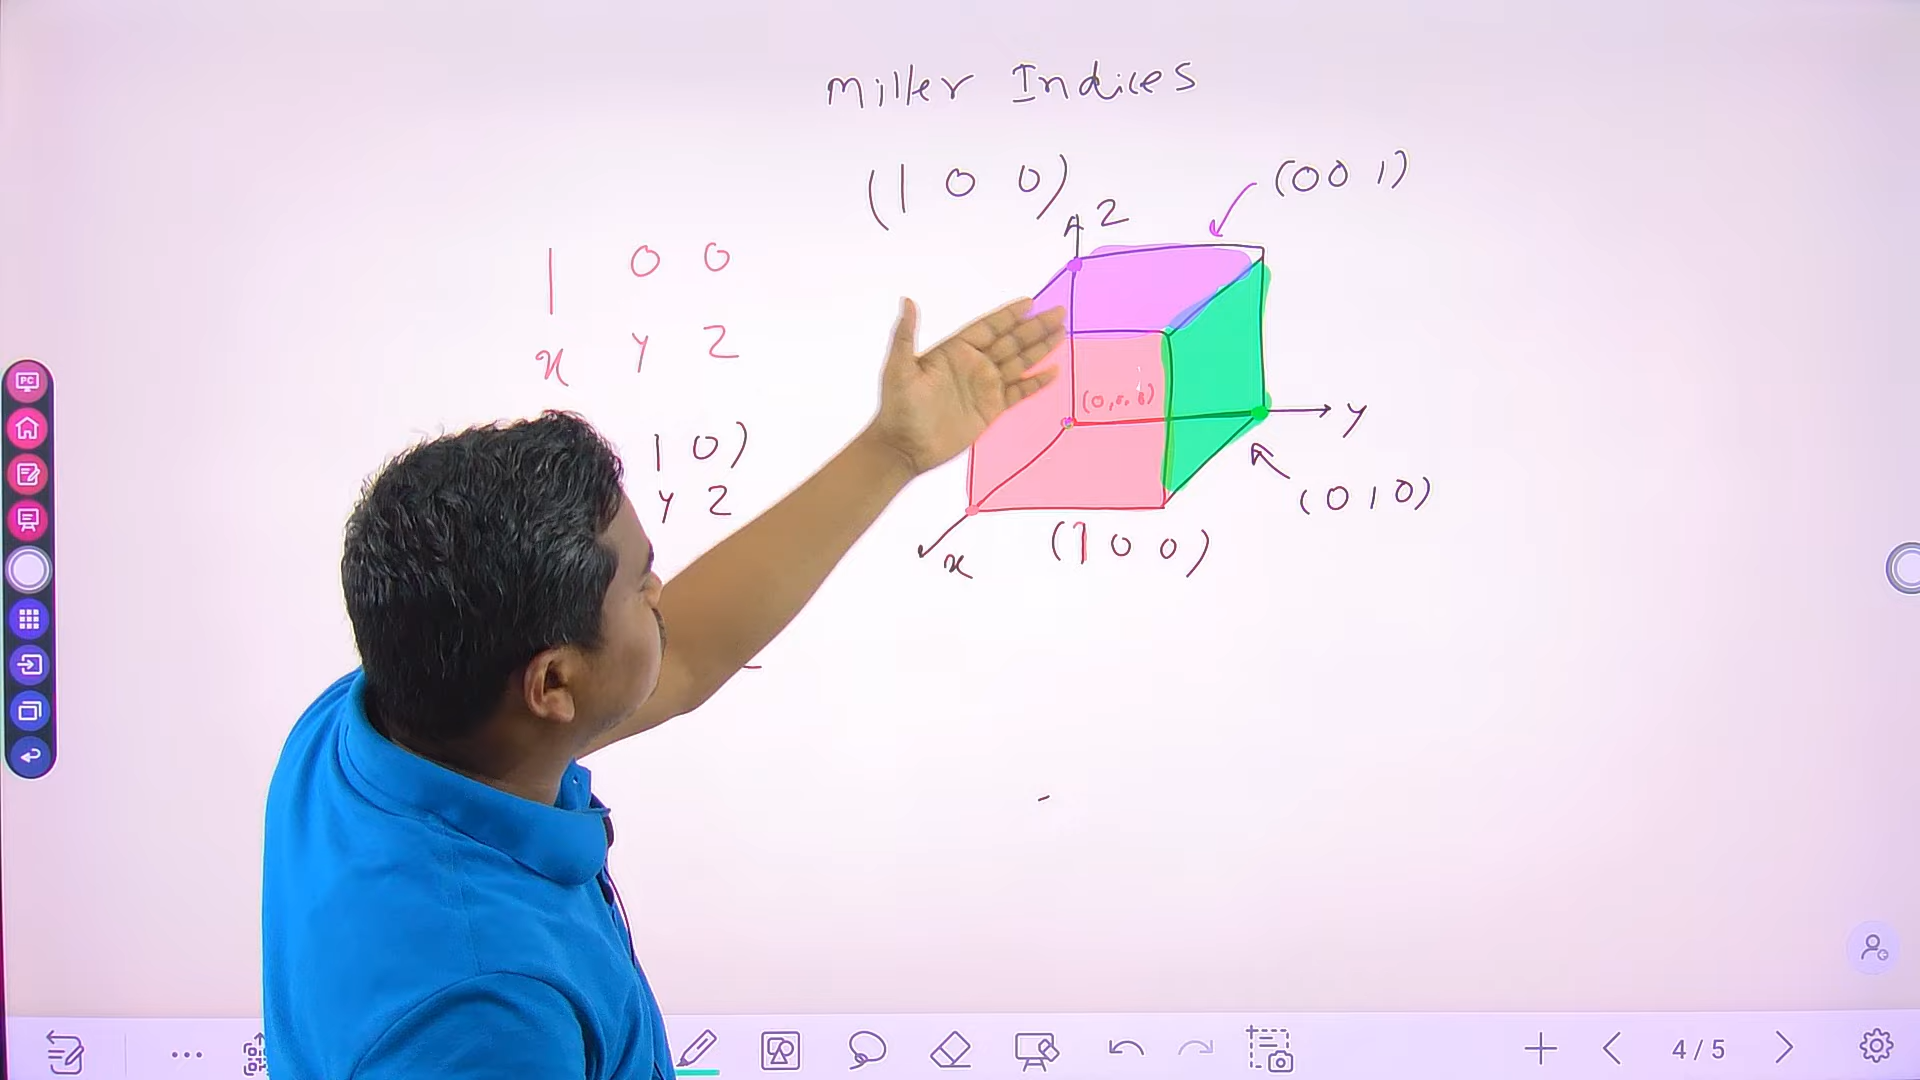 Miller Indices
(1 0 0)
(0 0 1)
z
1 0 0
x y z
(0,0,0)
y
1 0)
y z
(0 1 0)
(1 0 0)
x
PC
4/5